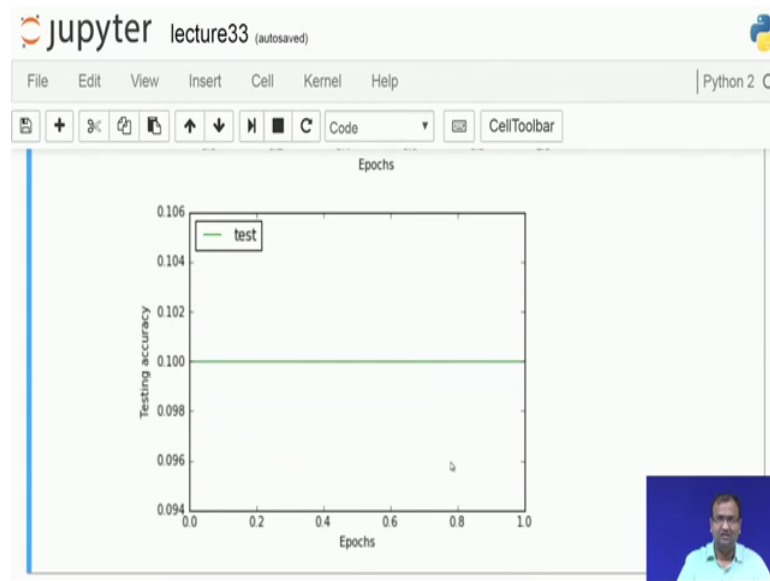 jupyter lecture33 (autosaved)
File Edit View Insert Cell Kernel Help Python 2
Code CellToolbar
Epochs
0.106
test
0.104
0.102
0.100
0.098
0.096
0.094
Testing accuracy
0.0 0.2 0.4 0.6 0.8 1.0
Epochs